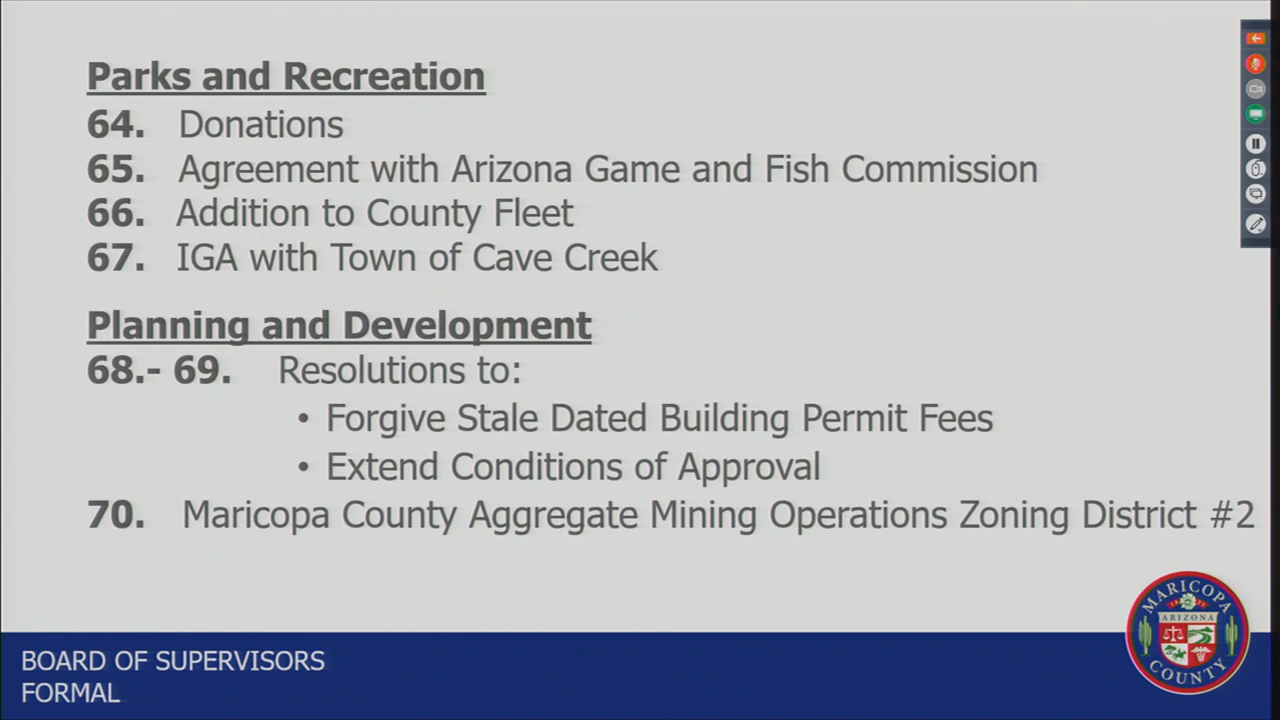 Parks and Recreation
64. Donations
65. Agreement with Arizona Game and Fish Commission
66. Addition to County Fleet
67. IGA with Town of Cave Creek
Planning and Development
68.- 69. Resolutions to:
• Forgive Stale Dated Building Permit Fees
• Extend Conditions of Approval
70. Maricopa County Aggregate Mining Operations Zoning District #2
BOARD OF SUPERVISORS
FORMAL
MARICOPA
ARIZONA
COUNTY